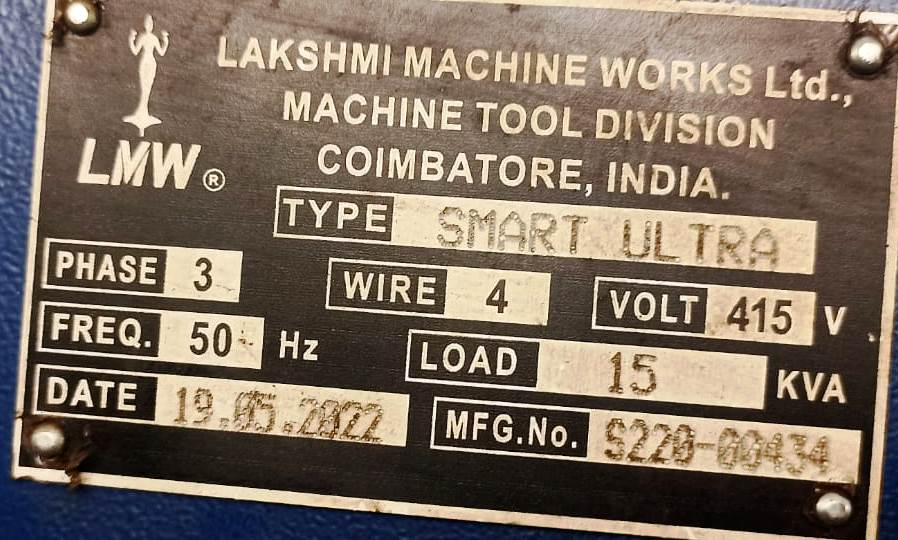 LAKSHMI MACHINE WORKS Ltd.,
MACHINE TOOL DIVISION
COIMBATORE, INDIA.
LMW®
TYPE SMART ULTRA
PHASE 3 WIRE 4 VOLT 415 V
FREQ. 50 Hz LOAD 15 KVA
DATE 19.05.2022 MFG.No. S220-00434